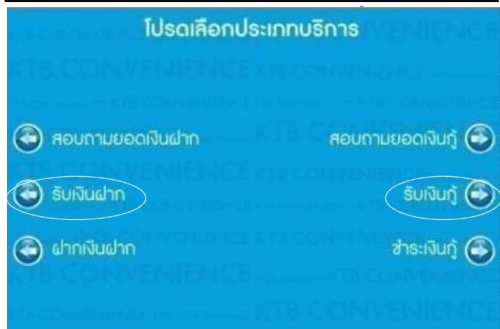 โปรดเลือกประเภทบริการ
สอบถามยอดเงินฝาก
สอบถามยอดเงินกู้
รับเงินฝาก
รับเงินกู้
ฝากเงินฝาก
ชำระเงินกู้
KTB CONVENIENCE